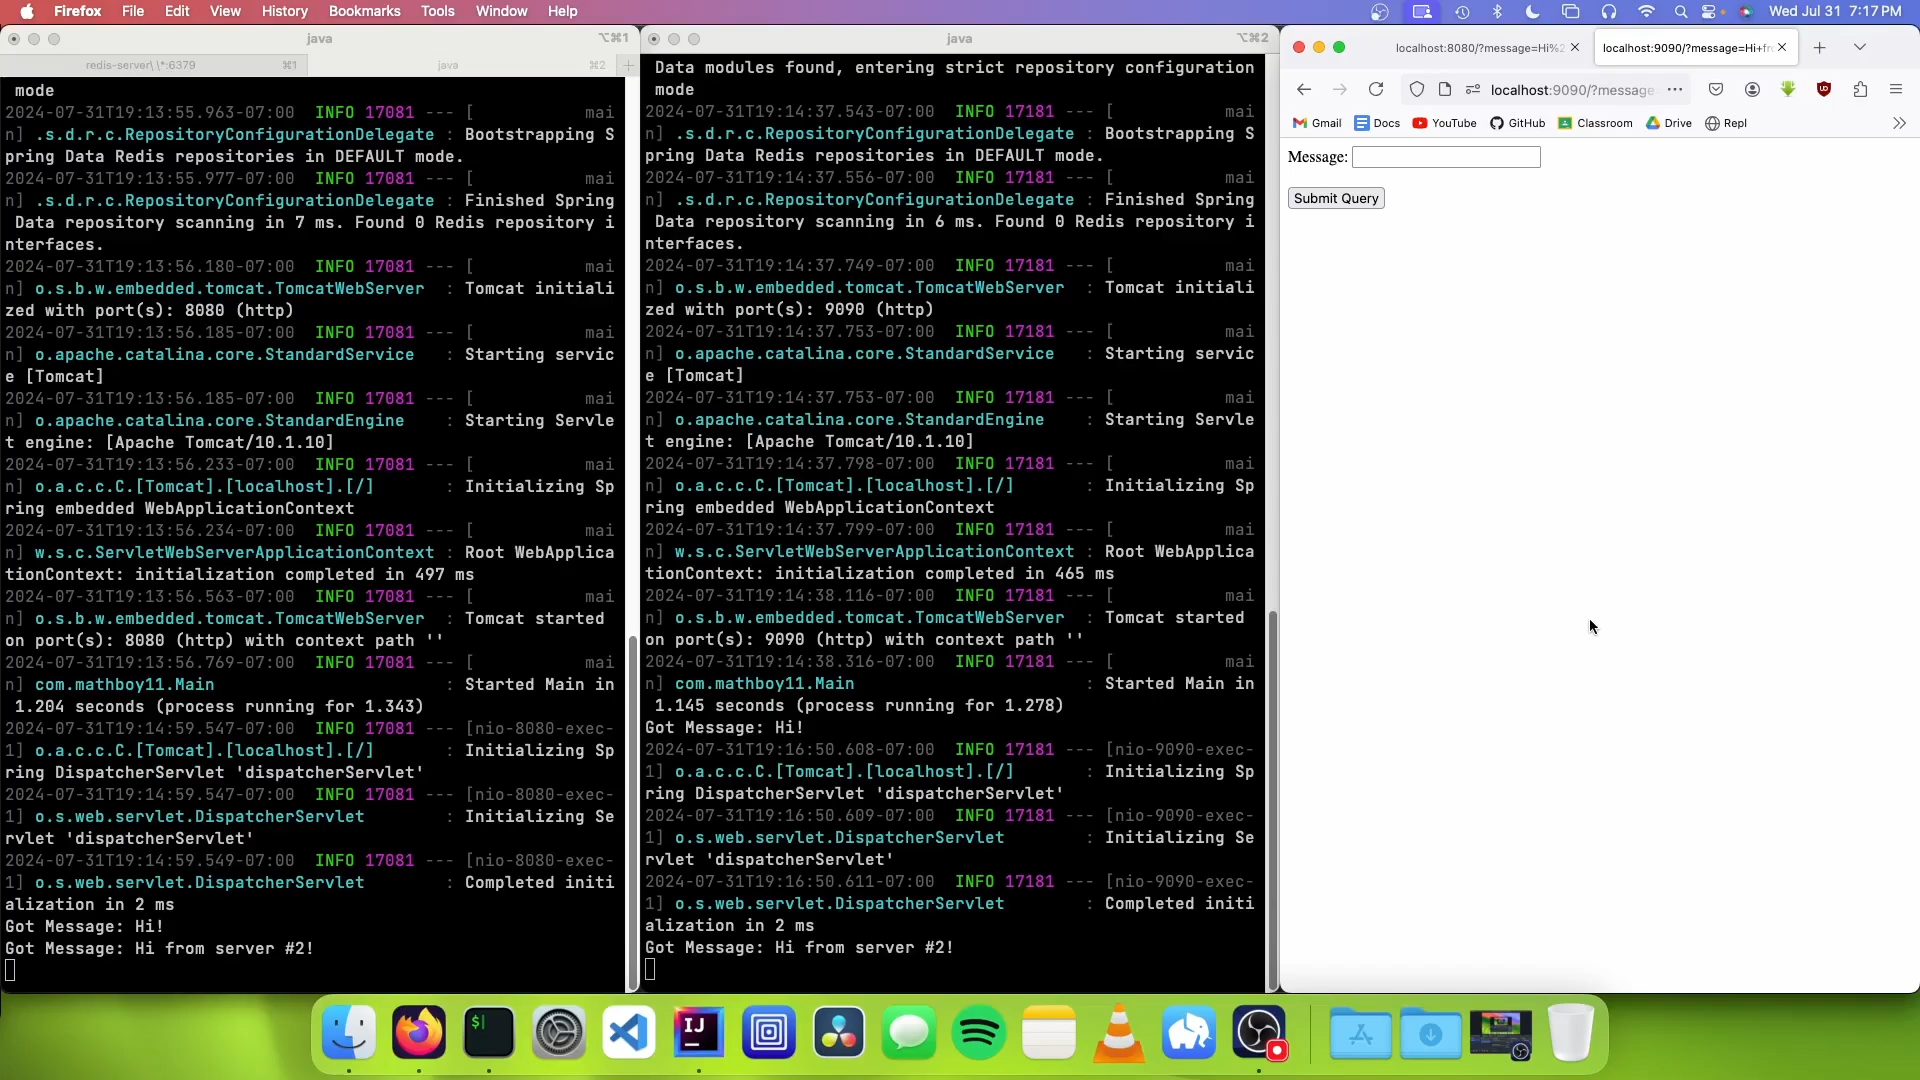 Firefox File Edit View History Bookmarks Tools Window Help
Wed Jul 31 7:17 PM
java
⌥⌘1
redis-server\ \*:6379 ⌘1
java ⌘2
mode
2024-07-31T19:13:55.963-07:00 INFO 17081 --- [ mai
n] .s.d.r.c.RepositoryConfigurationDelegate : Bootstrapping S
pring Data Redis repositories in DEFAULT mode.
2024-07-31T19:13:55.977-07:00 INFO 17081 --- [ mai
n] .s.d.r.c.RepositoryConfigurationDelegate : Finished Spring
Data repository scanning in 7 ms. Found 0 Redis repository i
nterfaces.
2024-07-31T19:13:56.180-07:00 INFO 17081 --- [ mai
n] o.s.b.w.embedded.tomcat.TomcatWebServer : Tomcat initiali
zed with port(s): 8080 (http)
2024-07-31T19:13:56.185-07:00 INFO 17081 --- [ mai
n] o.apache.catalina.core.StandardService : Starting servic
e [Tomcat]
2024-07-31T19:13:56.185-07:00 INFO 17081 --- [ mai
n] o.apache.catalina.core.StandardEngine : Starting Servle
t engine: [Apache Tomcat/10.1.10]
2024-07-31T19:13:56.233-07:00 INFO 17081 --- [ mai
n] o.a.c.c.C.[Tomcat].[localhost].[/] : Initializing Sp
ring embedded WebApplicationContext
2024-07-31T19:13:56.234-07:00 INFO 17081 --- [ mai
n] w.s.c.ServletWebServerApplicationContext : Root WebApplica
tionContext: initialization completed in 497 ms
2024-07-31T19:13:56.563-07:00 INFO 17081 --- [ mai
n] o.s.b.w.embedded.tomcat.TomcatWebServer : Tomcat started
on port(s): 8080 (http) with context path ''
2024-07-31T19:13:56.769-07:00 INFO 17081 --- [ mai
n] com.mathboy11.Main : Started Main in
1.204 seconds (process running for 1.343)
2024-07-31T19:14:59.547-07:00 INFO 17081 --- [nio-8080-exec-
1] o.a.c.c.C.[Tomcat].[localhost].[/] : Initializing Sp
ring DispatcherServlet 'dispatcherServlet'
2024-07-31T19:14:59.547-07:00 INFO 17081 --- [nio-8080-exec-
1] o.s.web.servlet.DispatcherServlet : Initializing Se
rvlet 'dispatcherServlet'
2024-07-31T19:14:59.549-07:00 INFO 17081 --- [nio-8080-exec-
1] o.s.web.servlet.DispatcherServlet : Completed initi
alization in 2 ms
Got Message: Hi!
Got Message: Hi from server #2!
java
⌥⌘2
Data modules found, entering strict repository configuration
mode
2024-07-31T19:14:37.543-07:00 INFO 17181 --- [ mai
n] .s.d.r.c.RepositoryConfigurationDelegate : Bootstrapping S
pring Data Redis repositories in DEFAULT mode.
2024-07-31T19:14:37.556-07:00 INFO 17181 --- [ mai
n] .s.d.r.c.RepositoryConfigurationDelegate : Finished Spring
Data repository scanning in 6 ms. Found 0 Redis repository i
nterfaces.
2024-07-31T19:14:37.749-07:00 INFO 17181 --- [ mai
n] o.s.b.w.embedded.tomcat.TomcatWebServer : Tomcat initiali
zed with port(s): 9090 (http)
2024-07-31T19:14:37.753-07:00 INFO 17181 --- [ mai
n] o.apache.catalina.core.StandardService : Starting servic
e [Tomcat]
2024-07-31T19:14:37.753-07:00 INFO 17181 --- [ mai
n] o.apache.catalina.core.StandardEngine : Starting Servle
t engine: [Apache Tomcat/10.1.10]
2024-07-31T19:14:37.798-07:00 INFO 17181 --- [ mai
n] o.a.c.c.C.[Tomcat].[localhost].[/] : Initializing Sp
ring embedded WebApplicationContext
2024-07-31T19:14:37.799-07:00 INFO 17181 --- [ mai
n] w.s.c.ServletWebServerApplicationContext : Root WebApplica
tionContext: initialization completed in 465 ms
2024-07-31T19:14:38.116-07:00 INFO 17181 --- [ mai
n] o.s.b.w.embedded.tomcat.TomcatWebServer : Tomcat started
on port(s): 9090 (http) with context path ''
2024-07-31T19:14:38.316-07:00 INFO 17181 --- [ mai
n] com.mathboy11.Main : Started Main in
1.145 seconds (process running for 1.278)
Got Message: Hi!
2024-07-31T19:16:50.608-07:00 INFO 17181 --- [nio-9090-exec-
1] o.a.c.c.C.[Tomcat].[localhost].[/] : Initializing Sp
ring DispatcherServlet 'dispatcherServlet'
2024-07-31T19:16:50.609-07:00 INFO 17181 --- [nio-9090-exec-
1] o.s.web.servlet.DispatcherServlet : Initializing Se
rvlet 'dispatcherServlet'
2024-07-31T19:16:50.611-07:00 INFO 17181 --- [nio-9090-exec-
1] o.s.web.servlet.DispatcherServlet : Completed initi
alization in 2 ms
Got Message: Hi from server #2!
localhost:8080/?message=Hi%2
localhost:9090/?message=Hi+fr
localhost:9090/?message
Gmail Docs YouTube GitHub Classroom Drive Repl
Message:
Submit Query
$
IJ